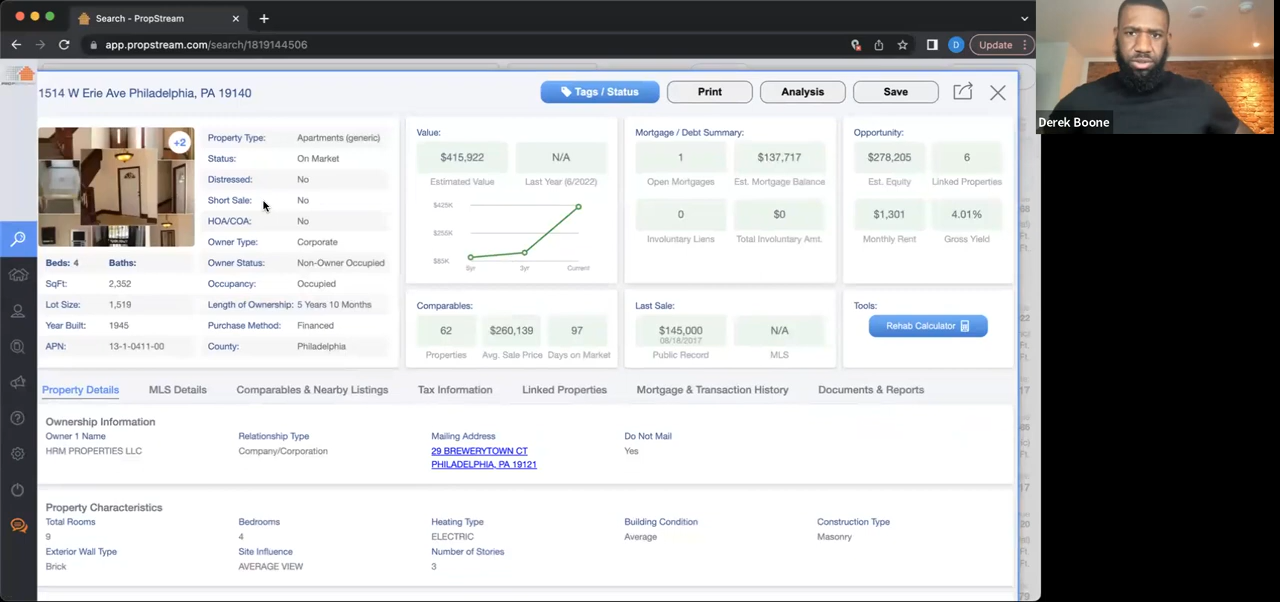 Search - PropStream
app.propstream.com/search/1819144506
D
Update
1514 W Erie Ave Philadelphia, PA 19140
Tags / Status
Print
Analysis
Save
+2
Beds: 4 Baths:
SqFt: 2,352
Lot Size: 1,519
Year Built: 1945
APN: 13-1-0411-00
Property Type: Apartments (generic)
Status: On Market
Distressed: No
Short Sale: No
HOA/COA: No
Owner Type: Corporate
Owner Status: Non-Owner Occupied
Occupancy: Occupied
Length of Ownership: 5 Years 10 Months
Purchase Method: Financed
County: Philadelphia
Value:
$415,922 N/A
Estimated Value Last Year (6/2022)
$425K
$255K
$85K
5yr 3yr Current
Comparables:
62 $260,139 97
Properties Avg. Sale Price Days on Market
Mortgage / Debt Summary:
1 $137,717
Open Mortgages Est. Mortgage Balance
0 $0
Involuntary Liens Total Involuntary Amt.
Last Sale:
$145,000 N/A
08/18/2017
Public Record MLS
Opportunity:
$278,205 6
Est. Equity Linked Properties
$1,301 4.01%
Monthly Rent Gross Yield
Tools:
Rehab Calculator
Property Details MLS Details Comparables & Nearby Listings Tax Information Linked Properties Mortgage & Transaction History Documents & Reports
Ownership Information
Owner 1 Name Relationship Type Mailing Address Do Not Mail
HRM PROPERTIES LLC Company/Corporation 29 BREWERYTOWN CT Yes
PHILADELPHIA, PA 19121
Property Characteristics
Total Rooms Bedrooms Heating Type Building Condition Construction Type
9 4 ELECTRIC Average Masonry
Exterior Wall Type Site Influence Number of Stories
Brick AVERAGE VIEW 3
Derek Boone